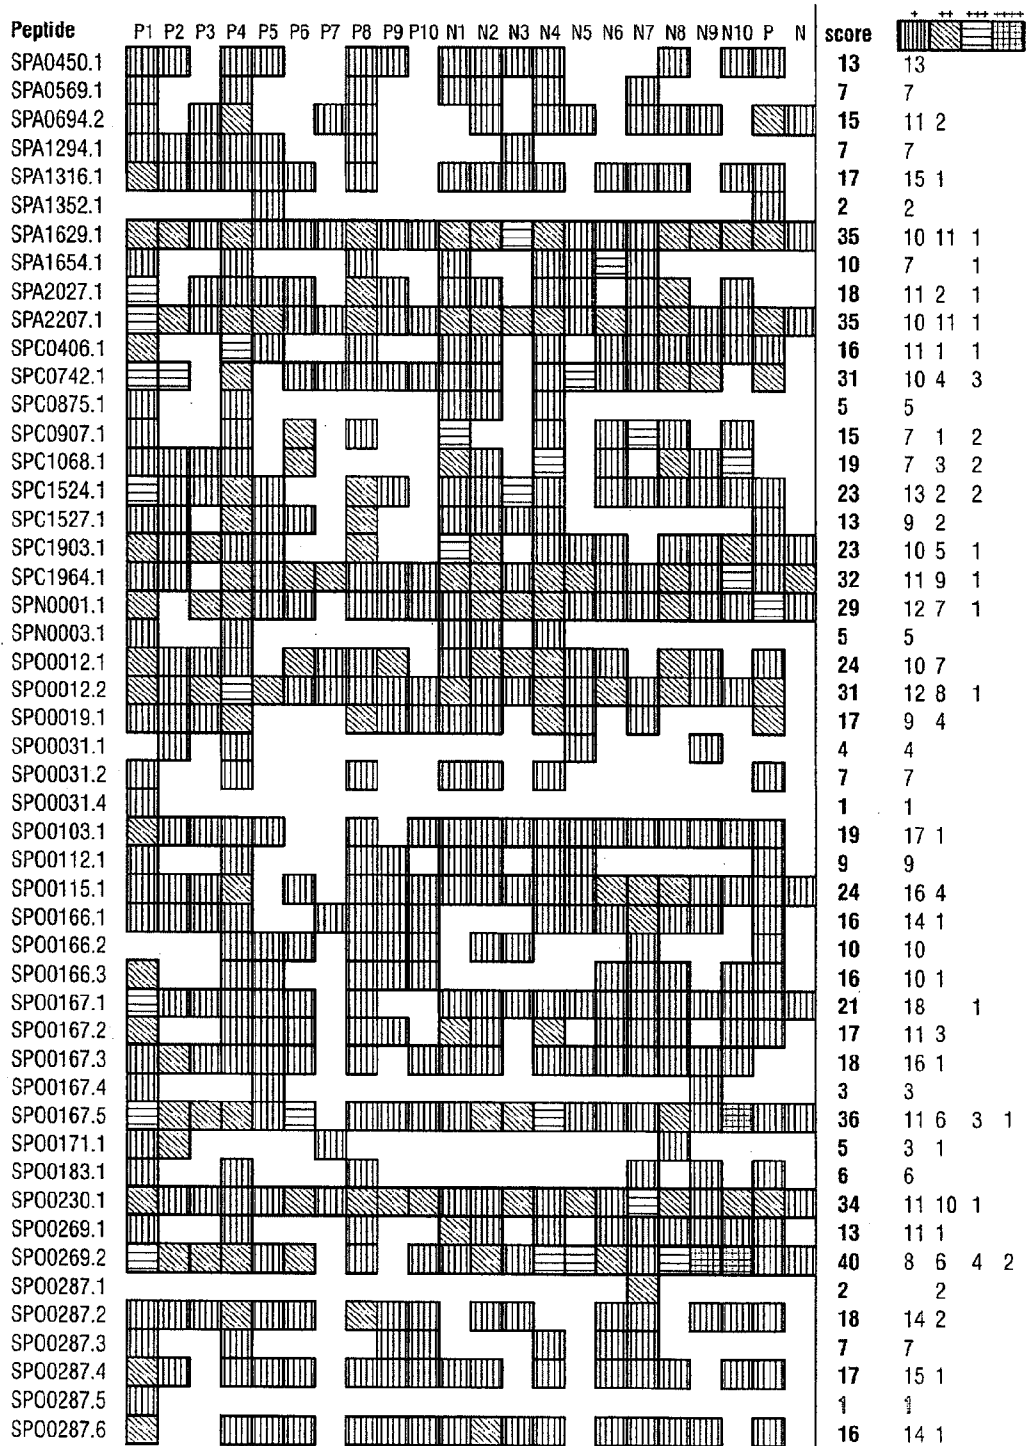 + ++ +++ ++++
Peptide P1 P2 P3 P4 P5 P6 P7 P8 P9 P10 N1 N2 N3 N4 N5 N6 N7 N8 N9 N10 P N score
SPA0450.1 13 13
SPA0569.1 7 7
SPA0694.2 15 11 2
SPA1294.1 7 7
SPA1316.1 17 15 1
SPA1352.1 2 2
SPA1629.1 35 10 11 1
SPA1654.1 10 7 1
SPA2027.1 18 11 2 1
SPA2207.1 35 10 11 1
SPC0406.1 16 11 1 1
SPC0742.1 31 10 4 3
SPC0875.1 5 5
SPC0907.1 15 7 1 2
SPC1068.1 19 7 3 2
SPC1524.1 23 13 2 2
SPC1527.1 13 9 2
SPC1903.1 23 10 5 1
SPC1964.1 32 11 9 1
SPN0001.1 29 12 7 1
SPN0003.1 5 5
SPO0012.1 24 10 7
SPO0012.2 31 12 8 1
SPO0019.1 17 9 4
SPO0031.1 4 4
SPO0031.2 7 7
SPO0031.4 1 1
SPO0103.1 19 17 1
SPO0112.1 9 9
SPO0115.1 24 16 4
SPO0166.1 16 14 1
SPO0166.2 10 10
SPO0166.3 16 10 1
SPO0167.1 21 18 1
SPO0167.2 17 11 3
SPO0167.3 18 16 1
SPO0167.4 3 3
SPO0167.5 36 11 6 3 1
SPO0171.1 5 3 1
SPO0183.1 6 6
SPO0230.1 34 11 10 1
SPO0269.1 13 11 1
SPO0269.2 40 8 6 4 2
SPO0287.1 2 2
SPO0287.2 18 14 2
SPO0287.3 7 7
SPO0287.4 17 15 1
SPO0287.5 1 1
SPO0287.6 16 14 1